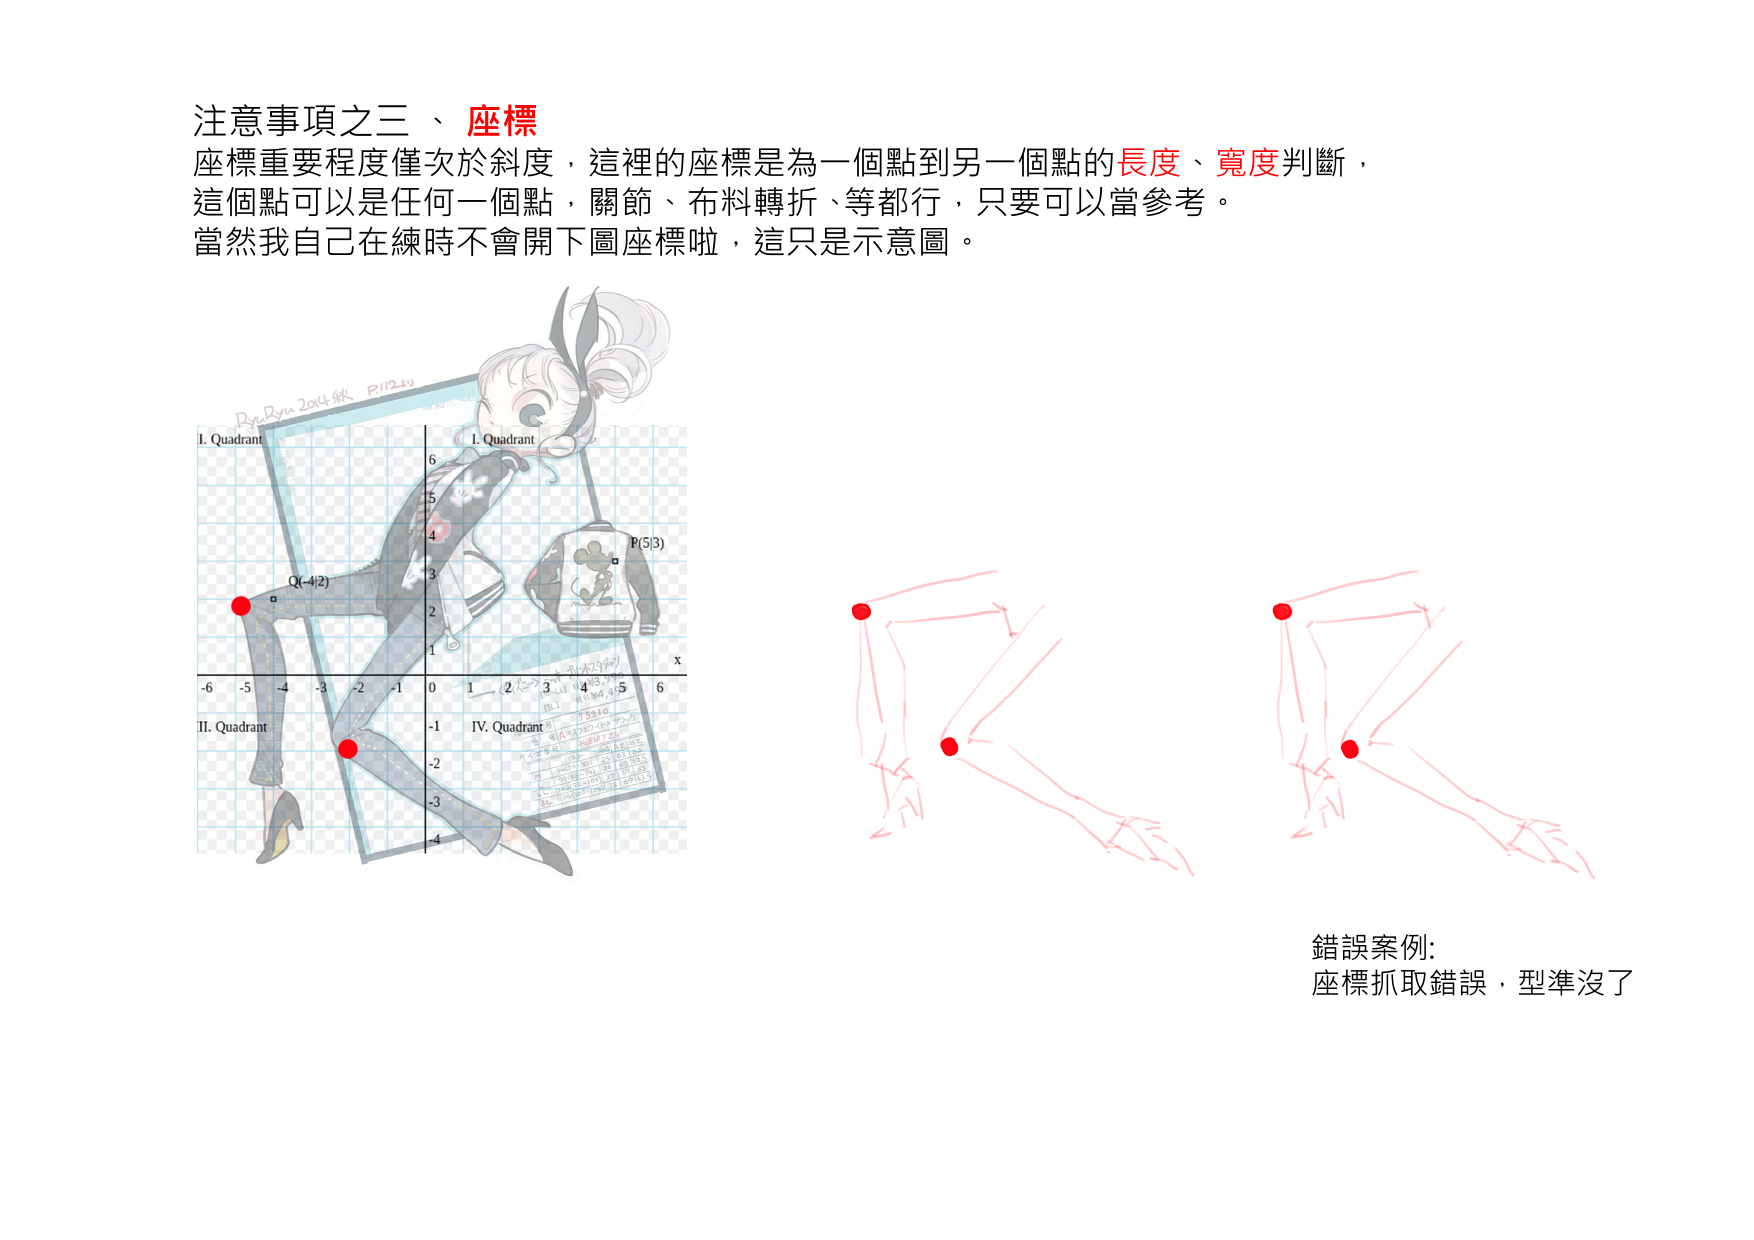 注意事項之三 、 座標
座標重要程度僅次於斜度，這裡的座標是為一個點到另一個點的長度、寬度判斷，
這個點可以是任何一個點，關節、布料轉折、等都行，只要可以當參考。
當然我自己在練時不會開下圖座標啦，這只是示意圖。
RyuRyu 2014 秋 P.112より
I. Quadrant
I. Quadrant
6
5
4
P(5|3)
3
Q(-4|2)
2
1
x
-6 -5 -4 -3 -2 -1 0 1 2 3 4 5 6
II. Quadrant
-1
IV. Quadrant
75210
-2
-3
-4
錯誤案例:
座標抓取錯誤，型準沒了